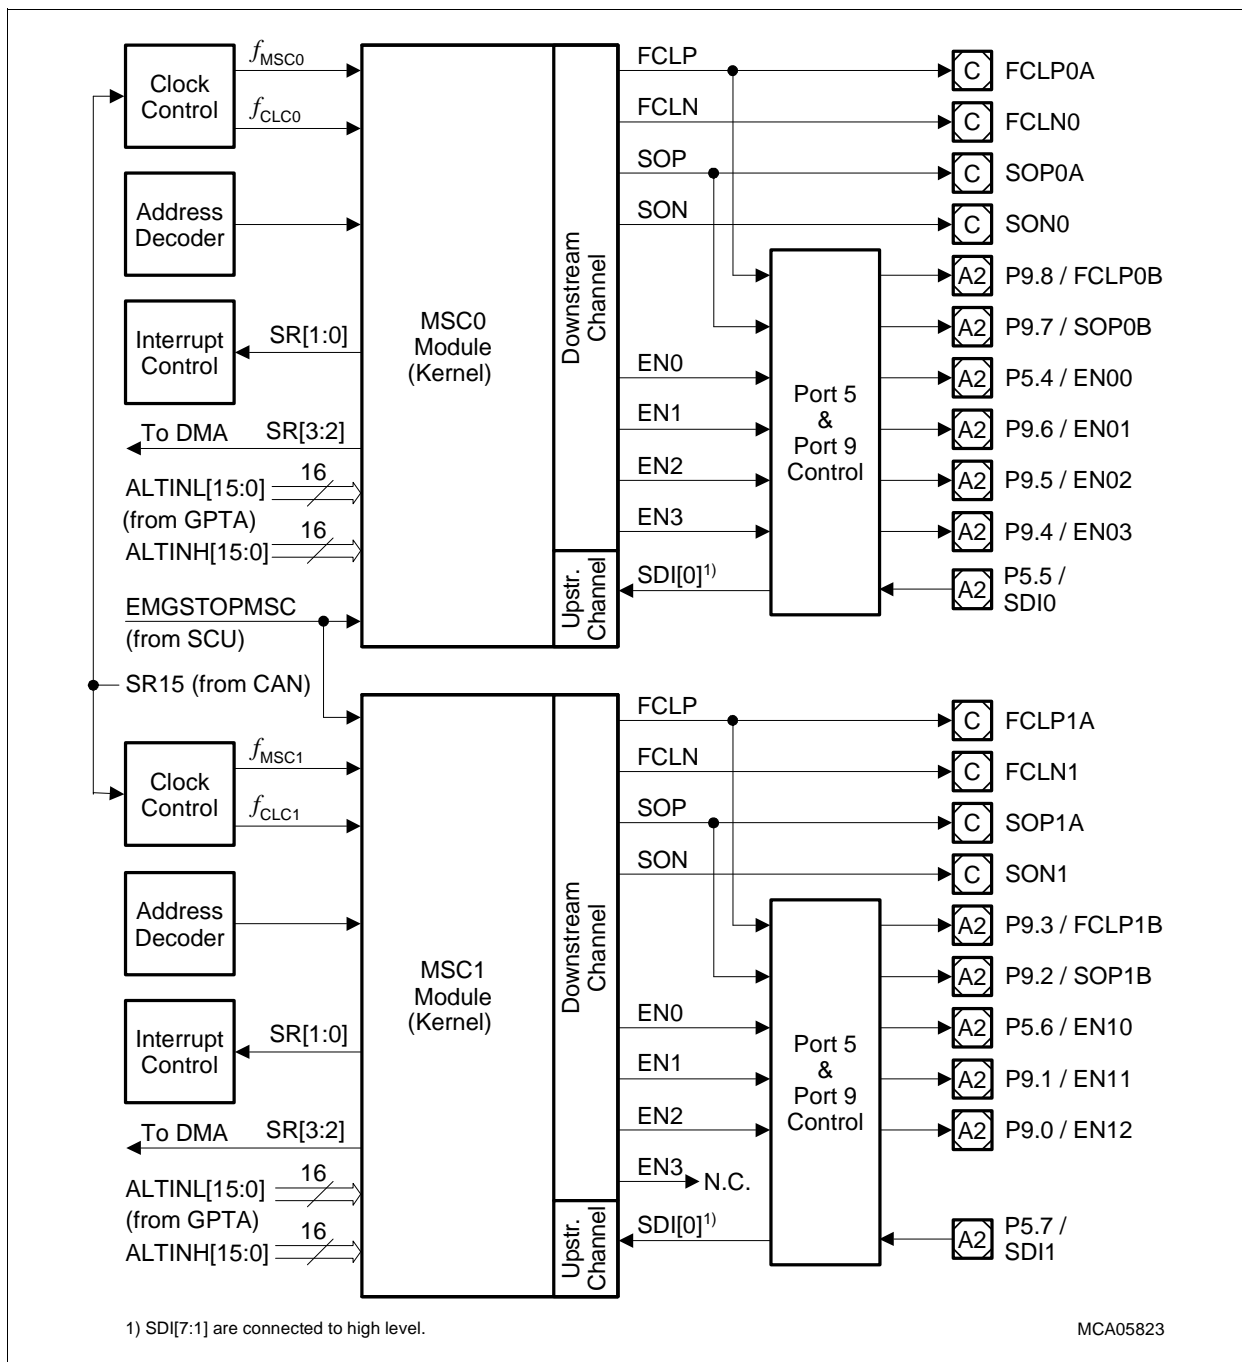 Clock
Control
fMSC0
fCLC0
Address
Decoder
Interrupt
Control
SR[1:0]
To DMA
SR[3:2]
ALTINL[15:0]
16
(from GPTA)
ALTINH[15:0]
16
EMGSTOPMSC
(from SCU)
SR15 (from CAN)
MSC0
Module
(Kernel)
Downstream
Channel
Upstr.
Channel
FCLP
FCLN
SOP
SON
EN0
EN1
EN2
EN3
SDI[0]1)
Port 5
&
Port 9
Control
C FCLP0A
C FCLN0
C SOP0A
C SON0
A2 P9.8 / FCLP0B
A2 P9.7 / SOP0B
A2 P5.4 / EN00
A2 P9.6 / EN01
A2 P9.5 / EN02
A2 P9.4 / EN03
A2 P5.5 /
SDI0
Clock
Control
fMSC1
fCLC1
Address
Decoder
Interrupt
Control
SR[1:0]
To DMA
SR[3:2]
ALTINL[15:0]
16
(from GPTA)
ALTINH[15:0]
16
MSC1
Module
(Kernel)
Downstream
Channel
Upstr.
Channel
FCLP
FCLN
SOP
SON
EN0
EN1
EN2
EN3
N.C.
SDI[0]1)
Port 5
&
Port 9
Control
C FCLP1A
C FCLN1
C SOP1A
C SON1
A2 P9.3 / FCLP1B
A2 P9.2 / SOP1B
A2 P5.6 / EN10
A2 P9.1 / EN11
A2 P9.0 / EN12
A2 P5.7 /
SDI1
1) SDI[7:1] are connected to high level.
MCA05823